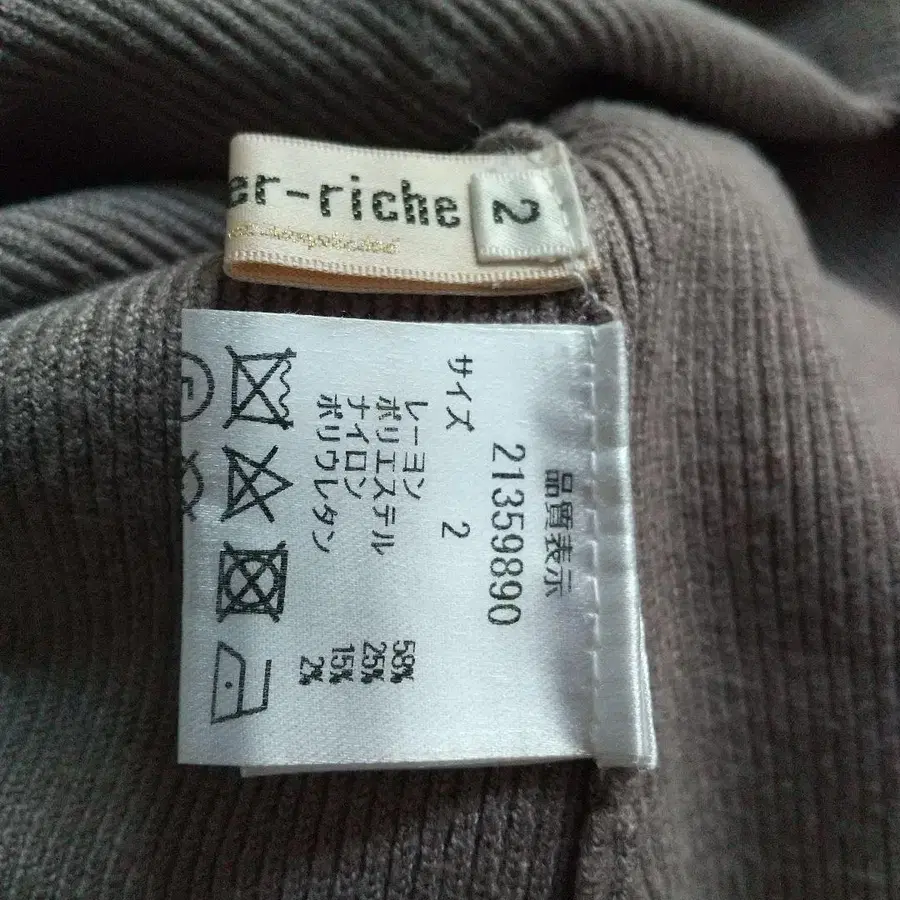 er-riche
2
品質表示
21359890
サイズ 2
レーヨン 58%
ポリエステル 25%
ナイロン 15%
ポリウレタン 2%